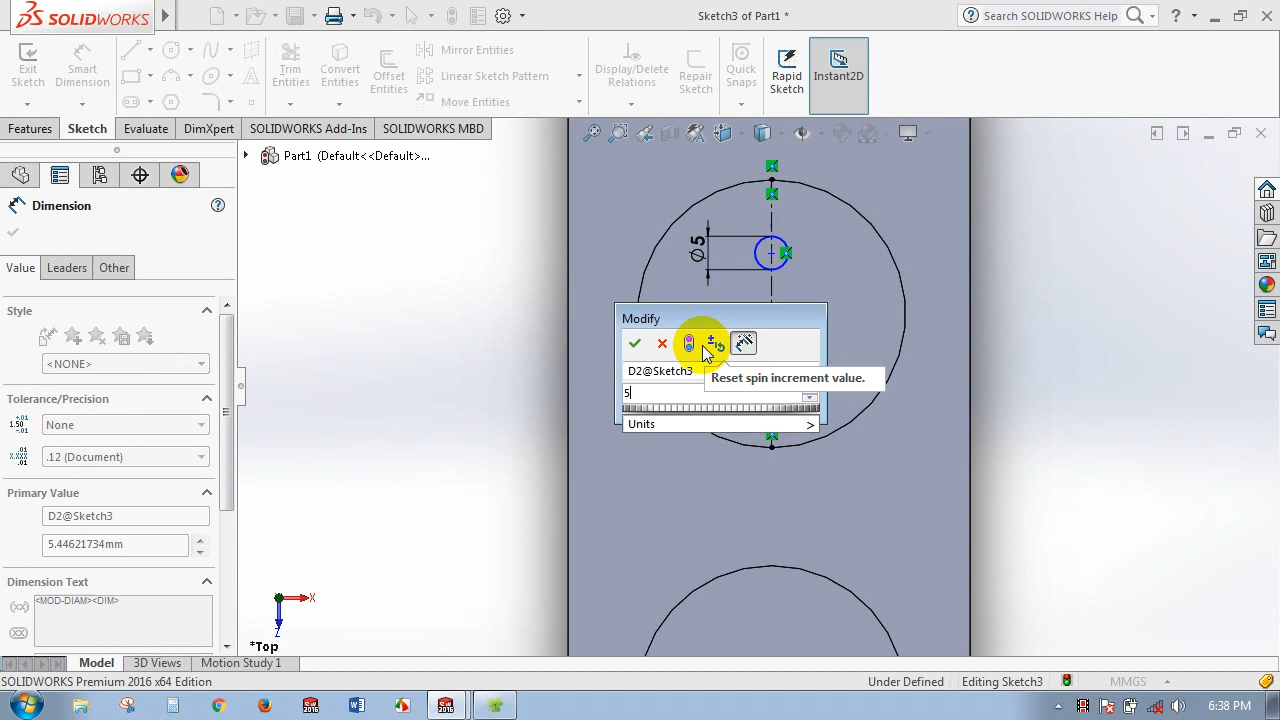 SOLIDWORKS
Sketch3 of Part1 *
Search SOLIDWORKS Help
Exit Sketch
Smart Dimension
Trim Entities
Convert Entities
Offset Entities
Mirror Entities
Linear Sketch Pattern
Move Entities
Display/Delete Relations
Repair Sketch
Quick Snaps
Rapid Sketch
Instant2D
Features Sketch Evaluate DimXpert SOLIDWORKS Add-Ins SOLIDWORKS MBD
Part1 (Default<<Default>...
Dimension
Value Leaders Other
Style
<NONE>
Tolerance/Precision
1.50 None
.12 (Document)
Primary Value
D2@Sketch3
5.44621734mm
Dimension Text
<MOD-DIAM><DIM>
∅5
Modify
D2@Sketch3
Reset spin increment value.
5
Units >
X
Z
*Top
Model 3D Views Motion Study 1
SOLIDWORKS Premium 2016 x64 Edition
Under Defined Editing Sketch3 MMGS
6:38 PM